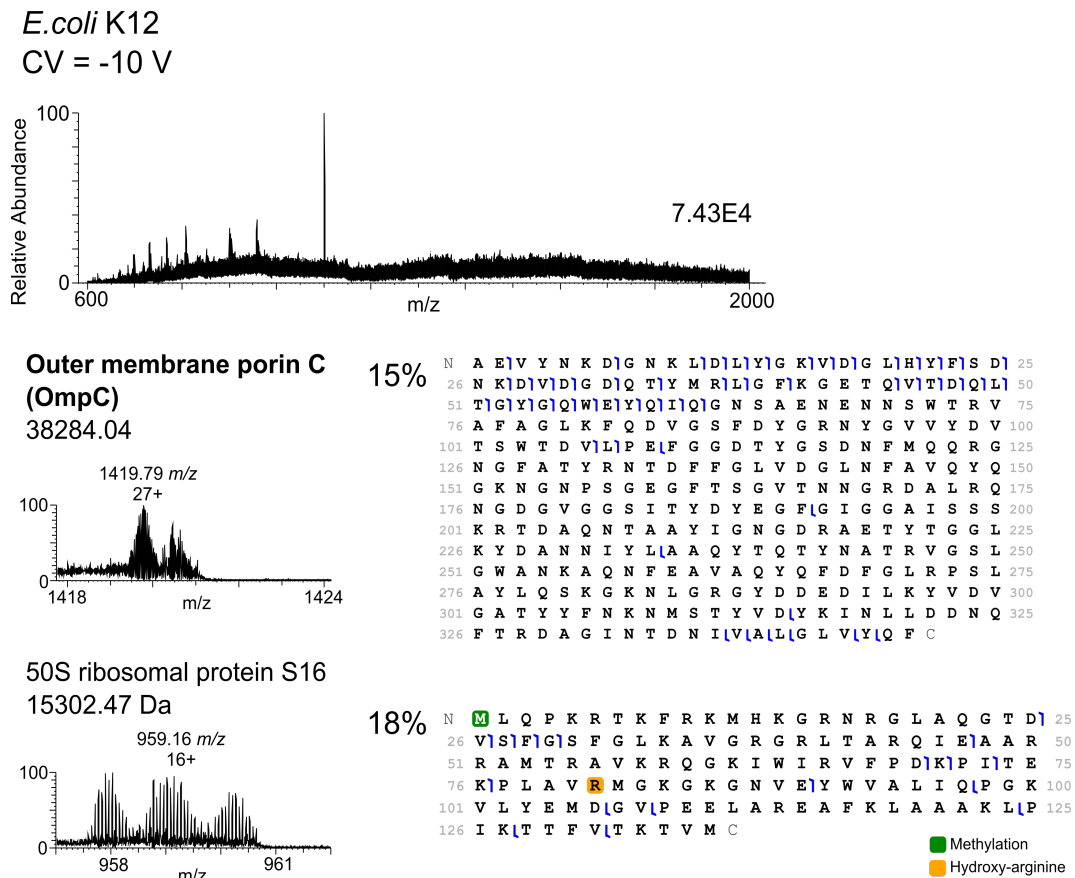 E.coli K12
CV = -10 V
100
Relative Abundance
7.43E4
0
600
m/z
2000
Outer membrane porin C
(OmpC)
38284.04
1419.79 m/z
27+
100
0
1418
m/z
1424
15%
N A E V Y N K D G N K L D L Y G K V D G L H Y F S D 25
26 N K D V D G D Q T Y M R L G F K G E T Q V T D Q L 50
51 T G Y G Q W E Y Q I Q G N S A E N E N N S W T R V 75
76 A F A G L K F Q D V G S F D Y G R N Y G V V Y D V 100
101 T S W T D V L P E F G G D T Y G S D N F M Q Q R G 125
126 N G F A T Y R N T D F F G L V D G L N F A V Q Y Q 150
151 G K N G N P S G E G F T S G V T N N G R D A L R Q 175
176 N G D G V G G S I T Y D Y E G F G I G G A I S S S 200
201 K R T D A Q N T A A Y I G N G D R A E T Y T G G L 225
226 K Y D A N N I Y L A A Q Y T Q T Y N A T R V G S L 250
251 G W A N K A Q N F E A V A Q Y Q F D F G L R P S L 275
276 A Y L Q S K G K N L G R G Y D D E D I L K Y V D V 300
301 G A T Y Y F N K N M S T Y V D Y K I N L L D D N Q 325
326 F T R D A G I N T D N I V A L G L V Y Q F C
50S ribosomal protein S16
15302.47 Da
959.16 m/z
16+
100
0
958
961
m/z
18%
N M L Q P K R T K F R K M H K G R N R G L A Q G T D 25
26 V S F G S F G L K A V G R G R L T A R Q I E A A R 50
51 R A M T R A V K R Q G K I W I R V F P D K P I T E 75
76 K P L A V R M G K G K G N V E Y W V A L I Q P G K 100
101 V L Y E M D G V P E E L A R E A F K L A A A K L P 125
126 I K T T F V T K T V M C
Methylation
Hydroxy-arginine